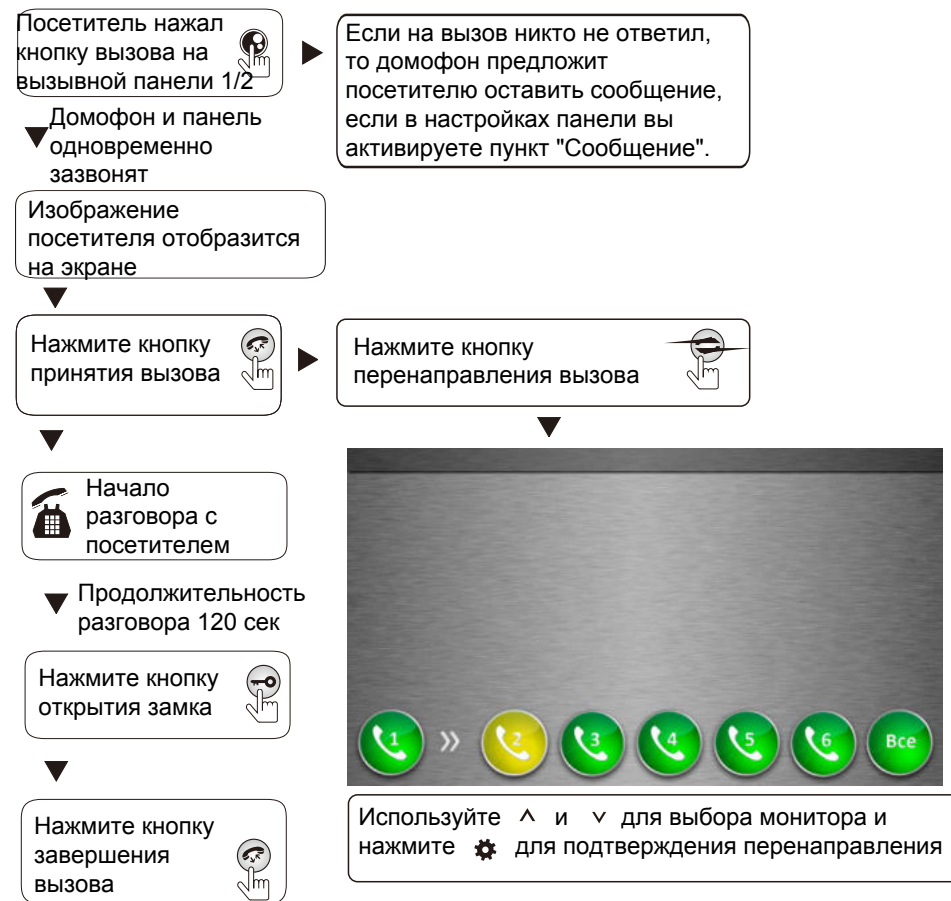 Посетитель нажал
кнопку вызова на
вызывной панели 1/2
Если на вызов никто не ответил,
то домофон предложит
посетителю оставить сообщение,
если в настройках панели вы
активируете пункт "Сообщение".
Домофон и панель
одновременно
зазвонят
Изображение
посетителя отобразится
на экране
Нажмите кнопку
принятия вызова
Нажмите кнопку
перенаправления вызова
Начало
разговора с
посетителем
Продолжительность
разговора 120 сек
Нажмите кнопку
открытия замка
1 » 2 3 4 5 6 Все
Используйте ^ и ˅ для выбора монитора и
нажмите для подтверждения перенаправления
Нажмите кнопку
завершения
вызова